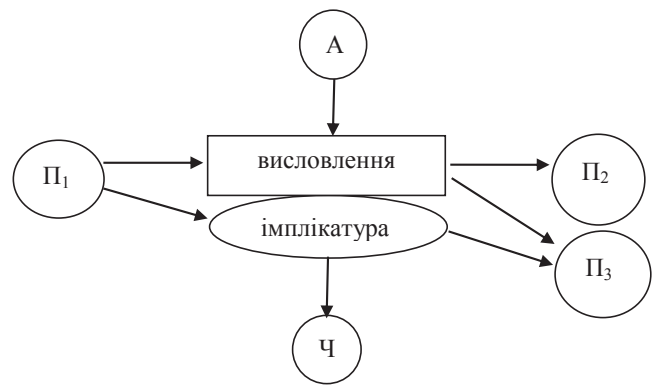 А
висловлення
П₁
П₂
імплікатура
П₃
Ч